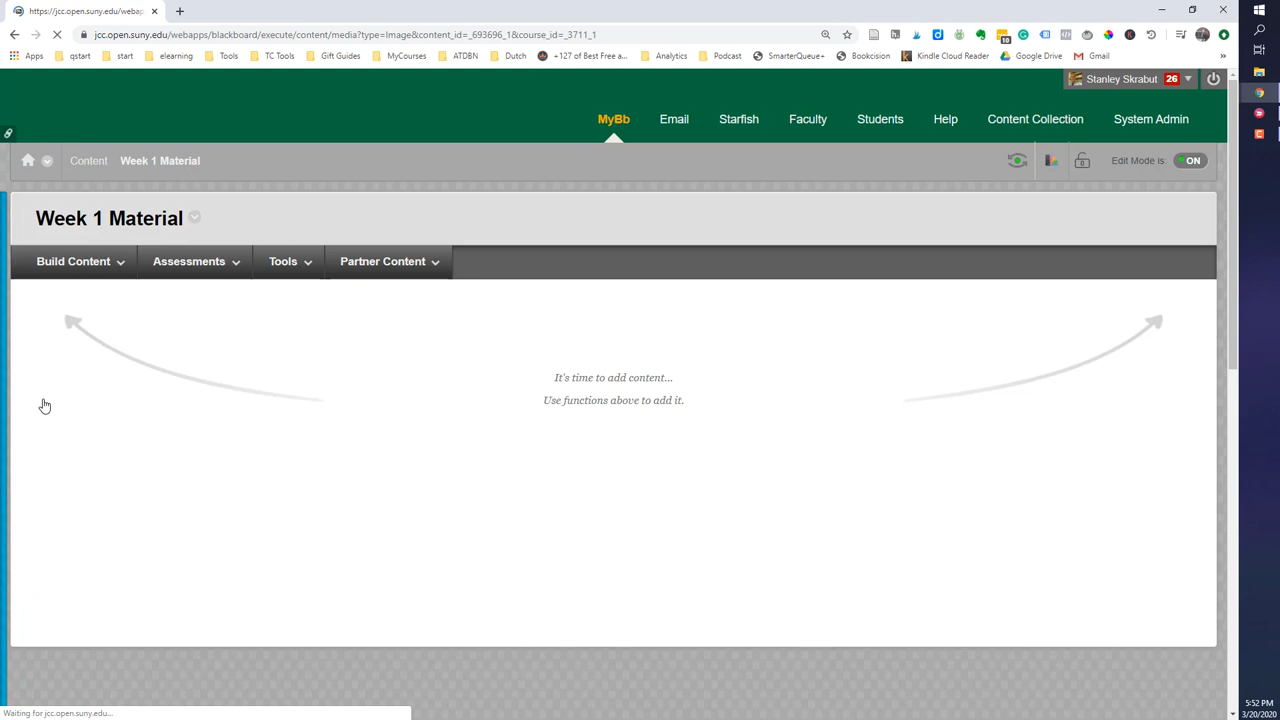 https://jcc.open.suny.edu/webap
jcc.open.suny.edu/webapps/blackboard/execute/content/media?type=Image&content_id=_693696_1&course_id=_3711_1
Apps qstart start elearning TC Tools Gift Guides MyCourses ATDBN Dutch +127 of Best Free a... Tools Analytics Podcast SmarterQueue+ Bookcision Kindle Cloud Reader Google Drive Gmail »
Stanley Skrabut 26
MyBb Email Starfish Faculty Students Help Content Collection System Admin
Content Week 1 Material Edit Mode is: ON
Week 1 Material
Build Content Assessments Tools Partner Content
It's time to add content...
Use functions above to add it.
Waiting for jcc.open.suny.edu...
5:52 PM
3/20/2020